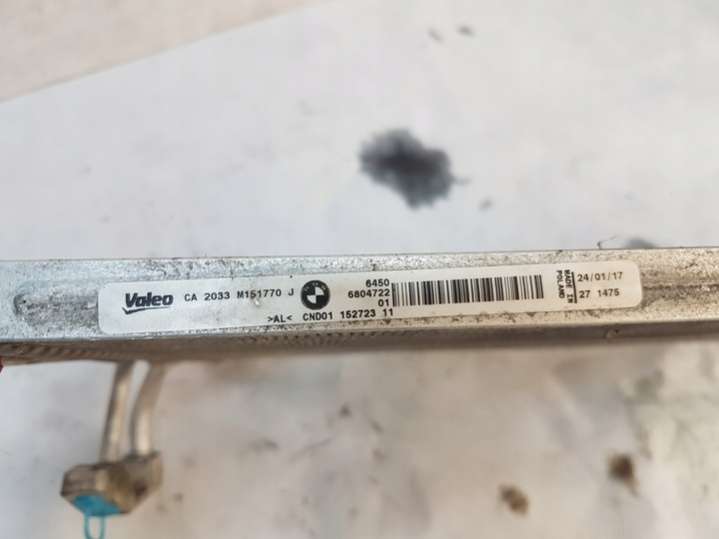 Valeo CA 2033 M151770 J
BMW
6450
6804722
01
>AL< CND01 152723 11
MADE IN
POLAND
24/01/17
27 1475